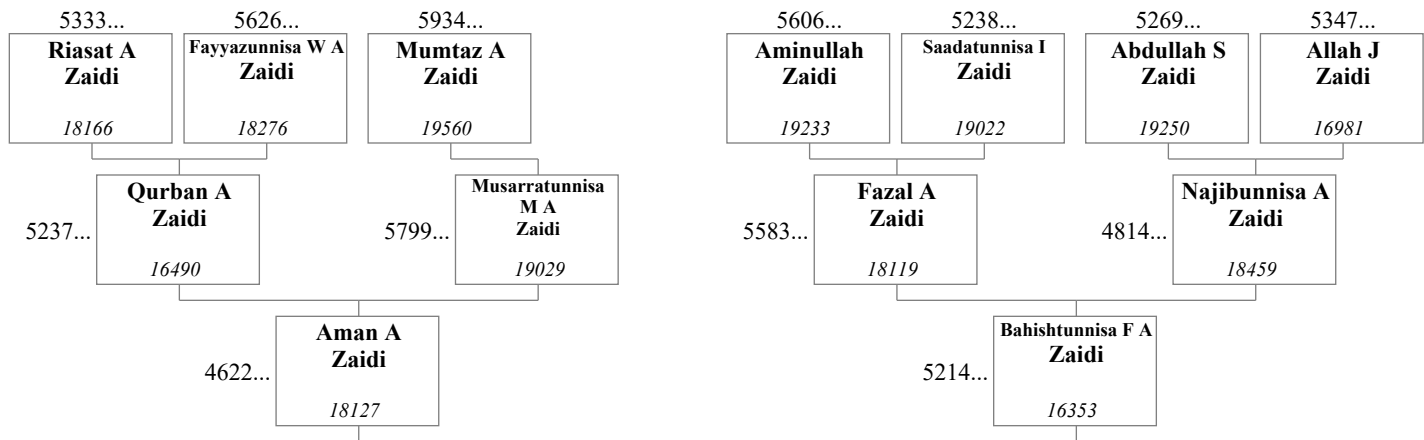 5333...
5626...
5934...
5606...
5238...
5269...
5347...
Riasat A
Zaidi
18166
Fayyazunnisa W A
Zaidi
18276
Mumtaz A
Zaidi
19560
Aminullah
Zaidi
19233
Saadatunnisa I
Zaidi
19022
Abdullah S
Zaidi
19250
Allah J
Zaidi
16981
5237...
Qurban A
Zaidi
16490
5799...
Musarratunnisa
M A
Zaidi
19029
5583...
Fazal A
Zaidi
18119
4814...
Najibunnisa A
Zaidi
18459
4622...
Aman A
Zaidi
18127
5214...
Bahishtunnisa F A
Zaidi
16353